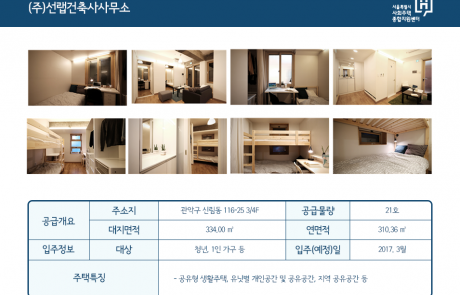 (주)선랩건축사사무소
서울특별시
사회주택
종합지원센터
공급개요 주소지 관악구 신림동 116-25 3/4F 공급물량 21호
대지면적 334.00 ㎡ 연면적 310,36 ㎡
입주정보 대상 청년, 1인 가구 등 입주(예정)일 2017. 3월
주택특징 - 공유형 생활주택, 유닛별 개인공간 및 공유공간, 지역 공유공간 등